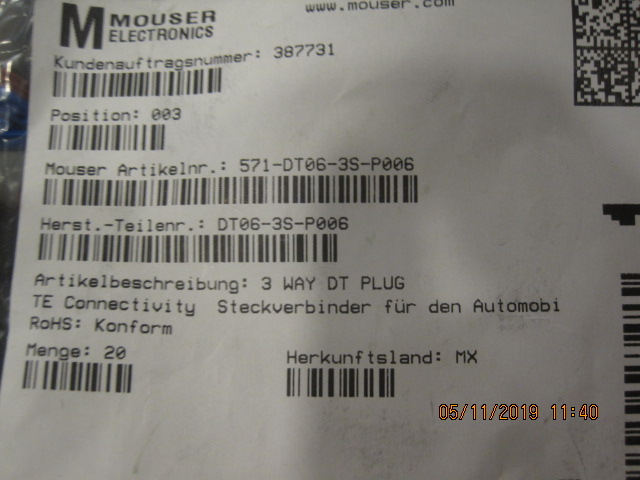 MOUSER
ELECTRONICS
www.mouser.com
Kundenauftragsnummer: 387731
Position: 003
Mouser Artikelnr.: 571-DT06-3S-P006
Herst.-Teilenr.: DT06-3S-P006
Artikelbeschreibung: 3 WAY DT PLUG
TE Connectivity Steckverbinder für den Automobi
RoHS: Konform
Menge: 20
Herkunftsland: MX
05/11/2019 11:40